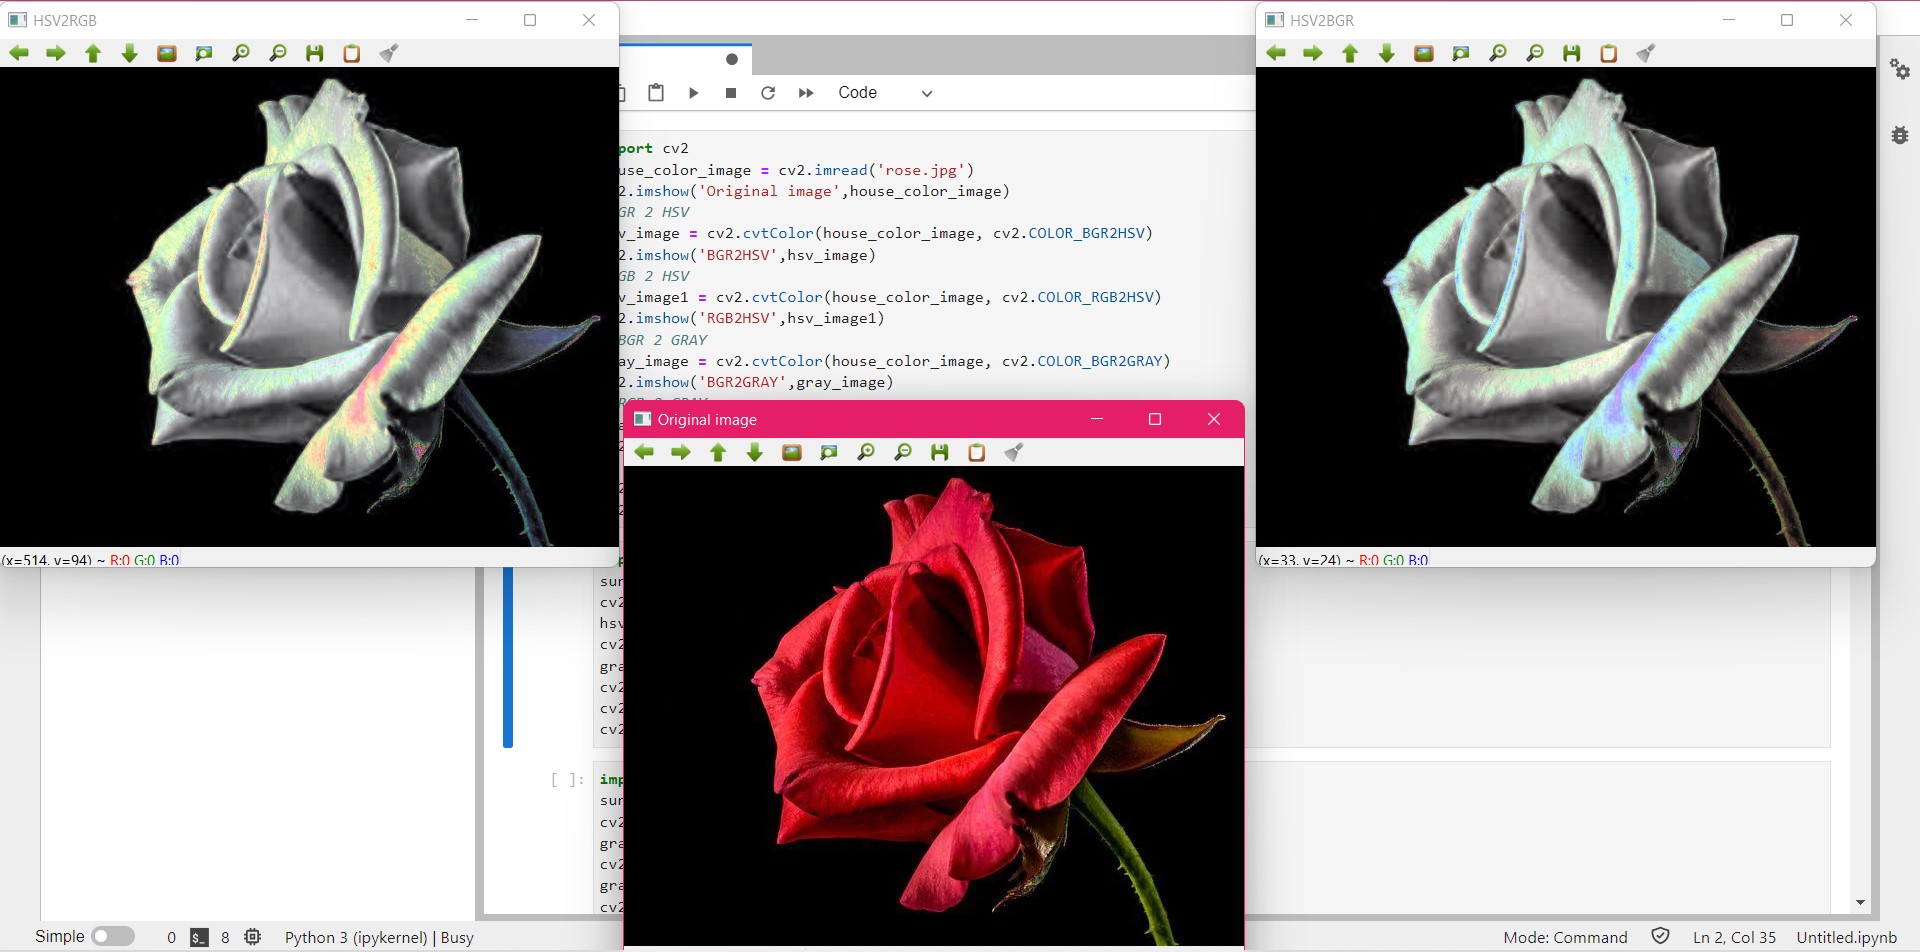 HSV2RGB
HSV2BGR
Code
port cv2
use_color_image = cv2.imread('rose.jpg')
2.imshow('Original image',house_color_image)
GR 2 HSV
v_image = cv2.cvtColor(house_color_image, cv2.COLOR_BGR2HSV)
2.imshow('BGR2HSV',hsv_image)
GB 2 HSV
v_image1 = cv2.cvtColor(house_color_image, cv2.COLOR_RGB2HSV)
2.imshow('RGB2HSV',hsv_image1)
BGR 2 GRAY
ay_image = cv2.cvtColor(house_color_image, cv2.COLOR_BGR2GRAY)
2.imshow('BGR2GRAY',gray_image)
Original image
(x=514, y=94) ~ R:0 G:0 B:0
(x=33, y=24) ~ R:0 G:0 B:0
sun
cv2
hsv
cv2
gra
cv2
cv2
cv2
[ ]: imp
sun
cv2
gra
cv2
gra
cv2
Simple 0 $_ 8 Python 3 (ipykernel) | Busy
Mode: Command Ln 2, Col 35 Untitled.ipynb